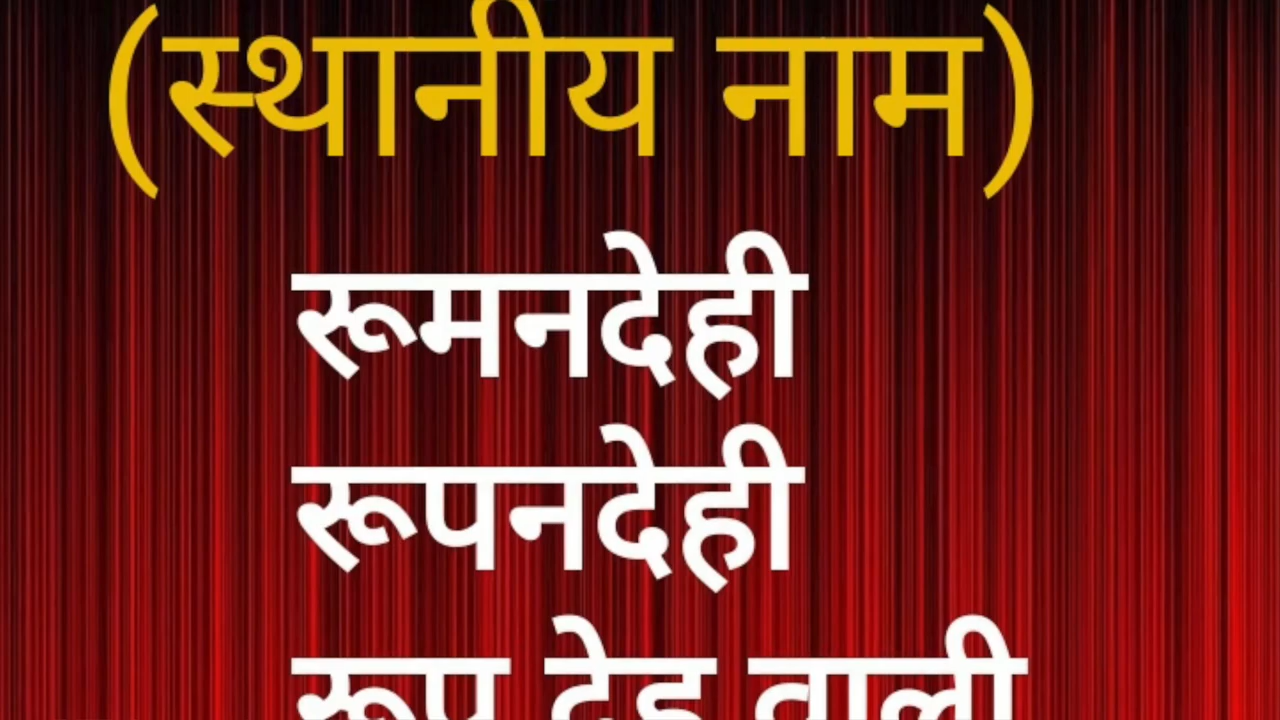 (स्थानीय नाम)
रूमनदेही
रूपनदेही
रूप देह वाली